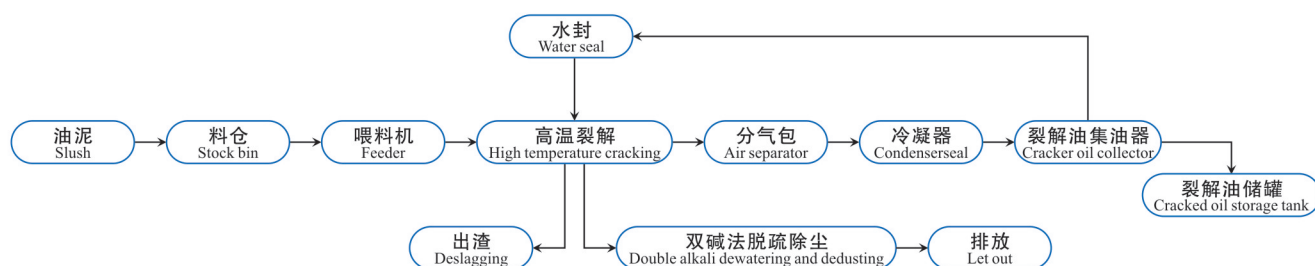 水封
Water seal
油泥
Slush
料仓
Stock bin
喂料机
Feeder
高温裂解
High temperature cracking
分气包
Air separator
冷凝器
Condenserseal
裂解油集油器
Cracker oil collector
裂解油储罐
Cracked oil storage tank
出渣
Deslagging
双碱法脱疏除尘
Double alkali dewatering and dedusting
排放
Let out